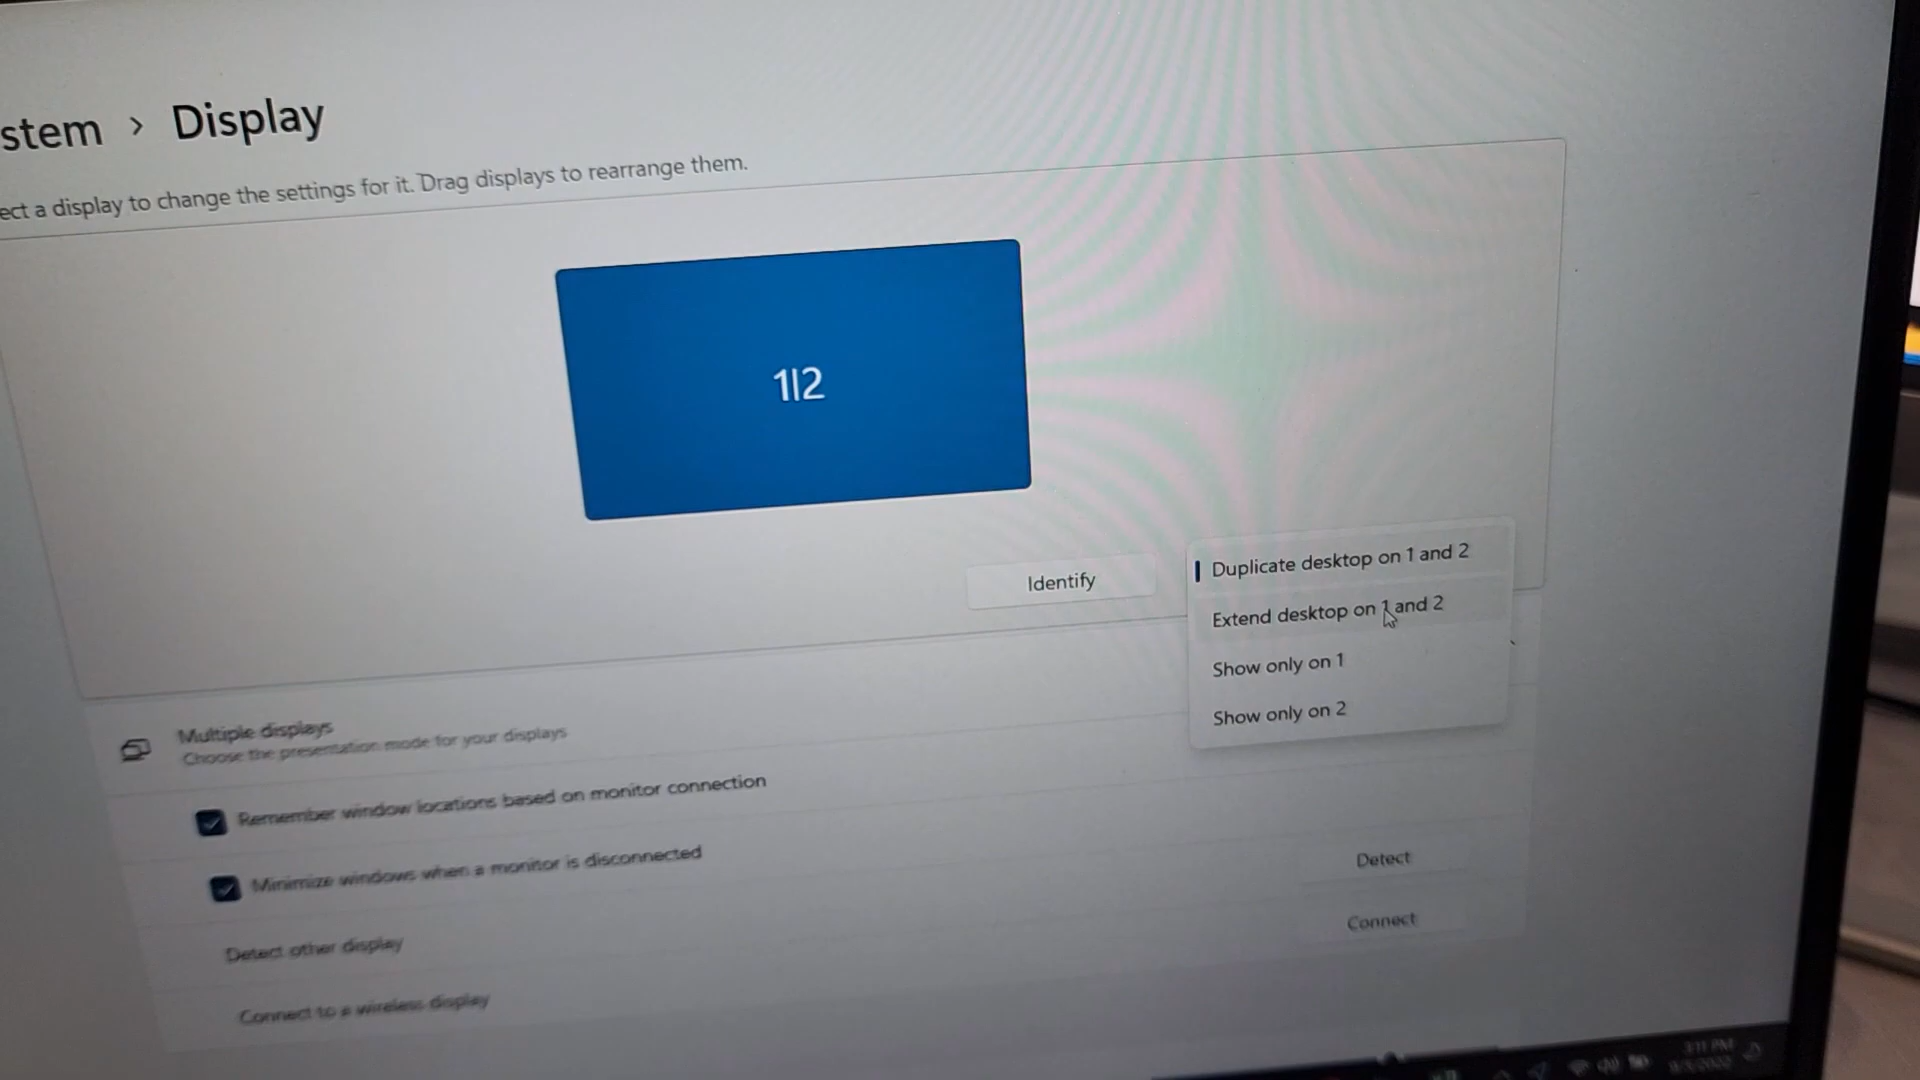 stem › Display
ect a display to change the settings for it. Drag displays to rearrange them.
1|2
Identify
Duplicate desktop on 1 and 2
Extend desktop on 1 and 2
Show only on 1
Show only on 2
Multiple displays
Choose the presentation mode for your displays
Remember window locations based on monitor connection
Minimize windows when a monitor is disconnected
Detect other display
Detect
Connect to a wireless display
Connect
3:11 PM